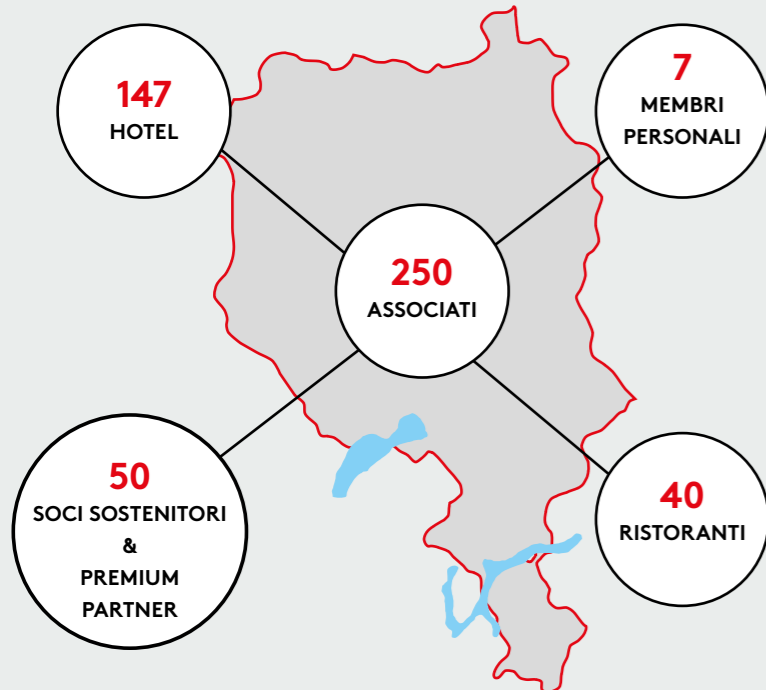 147
HOTEL
7
MEMBRI
PERSONALI
250
ASSOCIATI
50
SOCI SOSTENITORI
&
PREMIUM
PARTNER
40
RISTORANTI